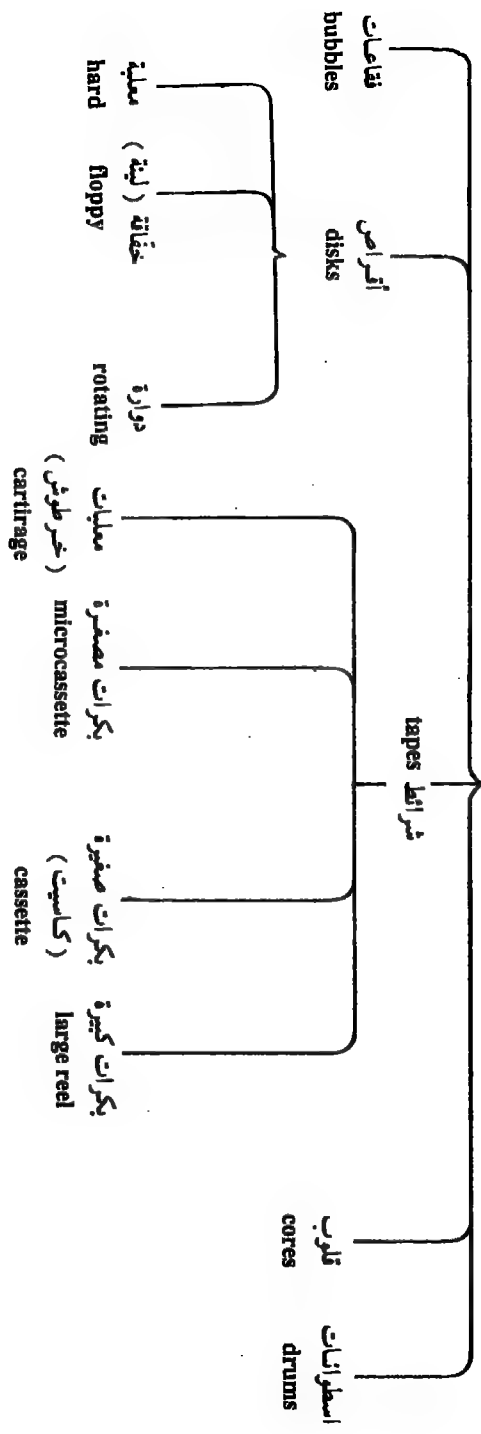 اسطوانات
drums
قلوب
cores
شرائط tapes
أقراص
disks
فقاعات
bubbles
بكرات كبيرة
large reel
بكرات صغيرة
(كاسيت)
cassette
بكرات مصغرة
microcassette
معلبات
(خرطوش)
cartirage
دوارة
rotating
خفاقة (لينة)
floppy
معلبة
hard